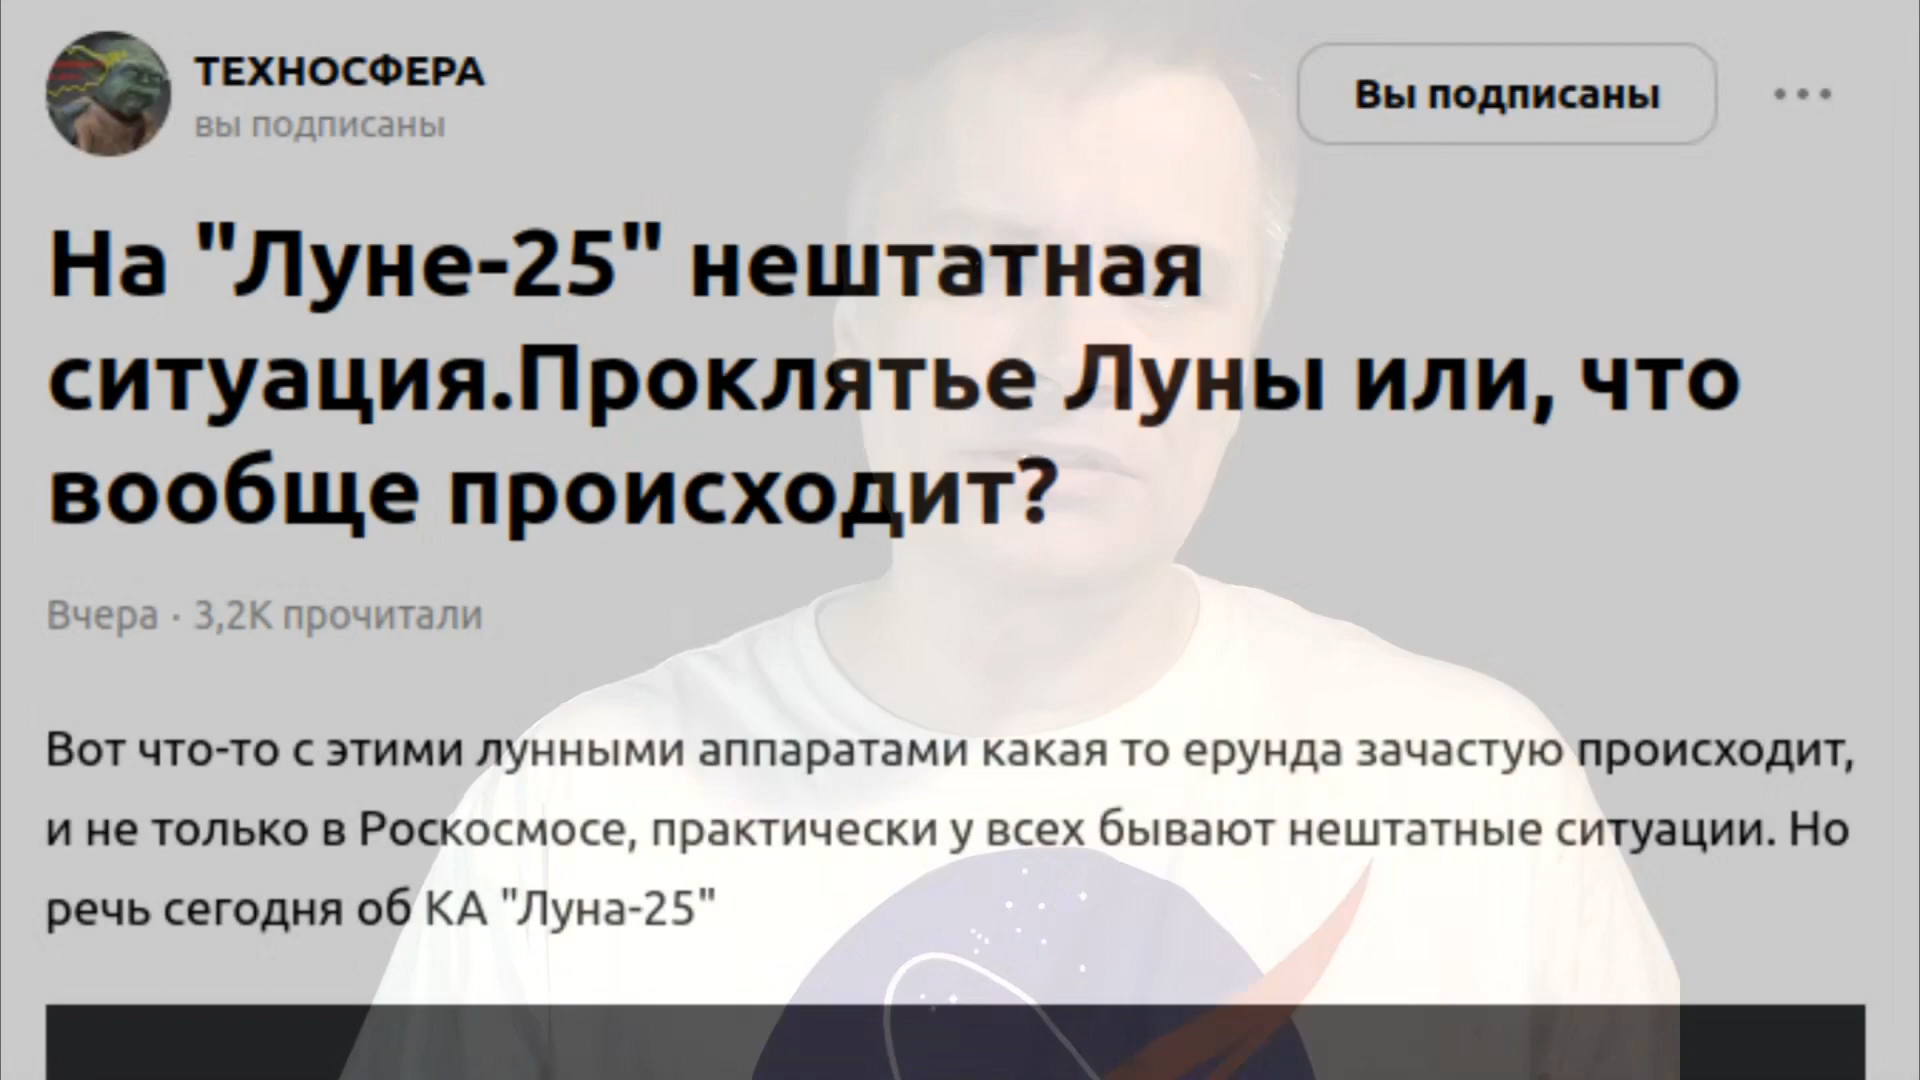 ТЕХНОСФЕРА
вы подписаны
Вы подписаны
На "Луне-25" нештатная
ситуация.Проклятье Луны или, что
вообще происходит?
Вчера · 3,2К прочитали
Вот что-то с этими лунными аппаратами какая то ерунда зачастую происходит,
и не только в Роскосмосе, практически у всех бывают нештатные ситуации. Но
речь сегодня об КА "Луна-25"